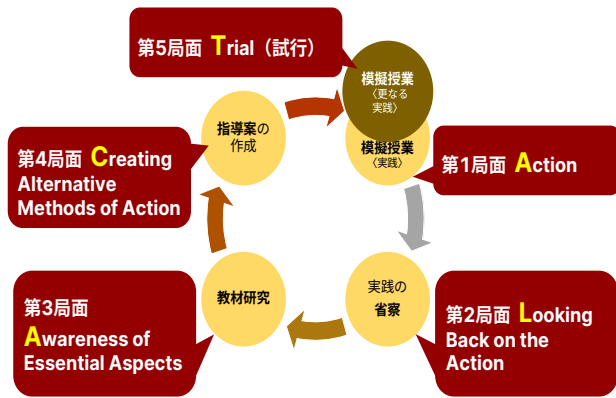 第5局面 Trial（試行）
模擬授業
〈更なる
実践〉
模擬授業
〈実践〉
第1局面 Action
実践の
省察
第2局面 Looking
Back on the
Action
教材研究
第3局面
Awareness of
Essential Aspects
指導案の
作成
第4局面 Creating
Alternative
Methods of Action